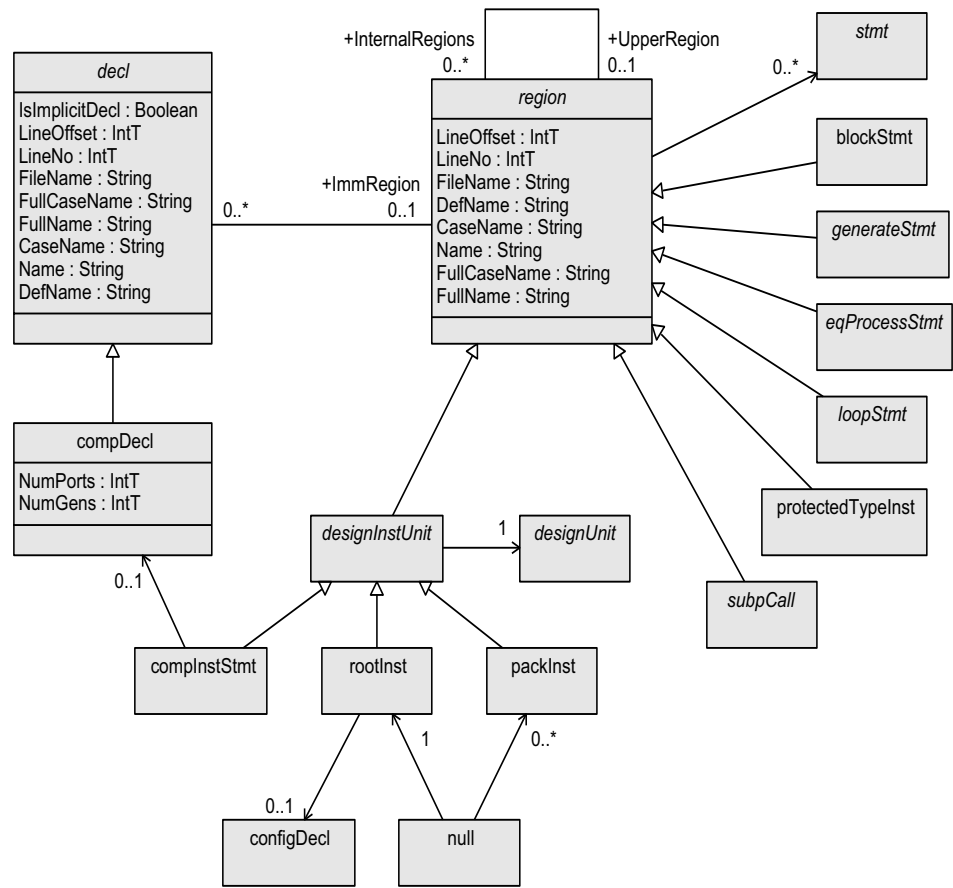 +InternalRegions
0..*
+UpperRegion
0..1
stmt
0..*
decl
IsImplicitDecl : Boolean
LineOffset : IntT
LineNo : IntT
FileName : String
FullCaseName : String
FullName : String
CaseName : String
Name : String
DefName : String
0..*
+ImmRegion
0..1
region
LineOffset : IntT
LineNo : IntT
FileName : String
DefName : String
CaseName : String
Name : String
FullCaseName : String
FullName : String
blockStmt
generateStmt
eqProcessStmt
loopStmt
protectedTypeInst
subpCall
compDecl
NumPorts : IntT
NumGens : IntT
0..1
designInstUnit
1
designUnit
compInstStmt
rootInst
packInst
1
0..*
0..1
configDecl
null